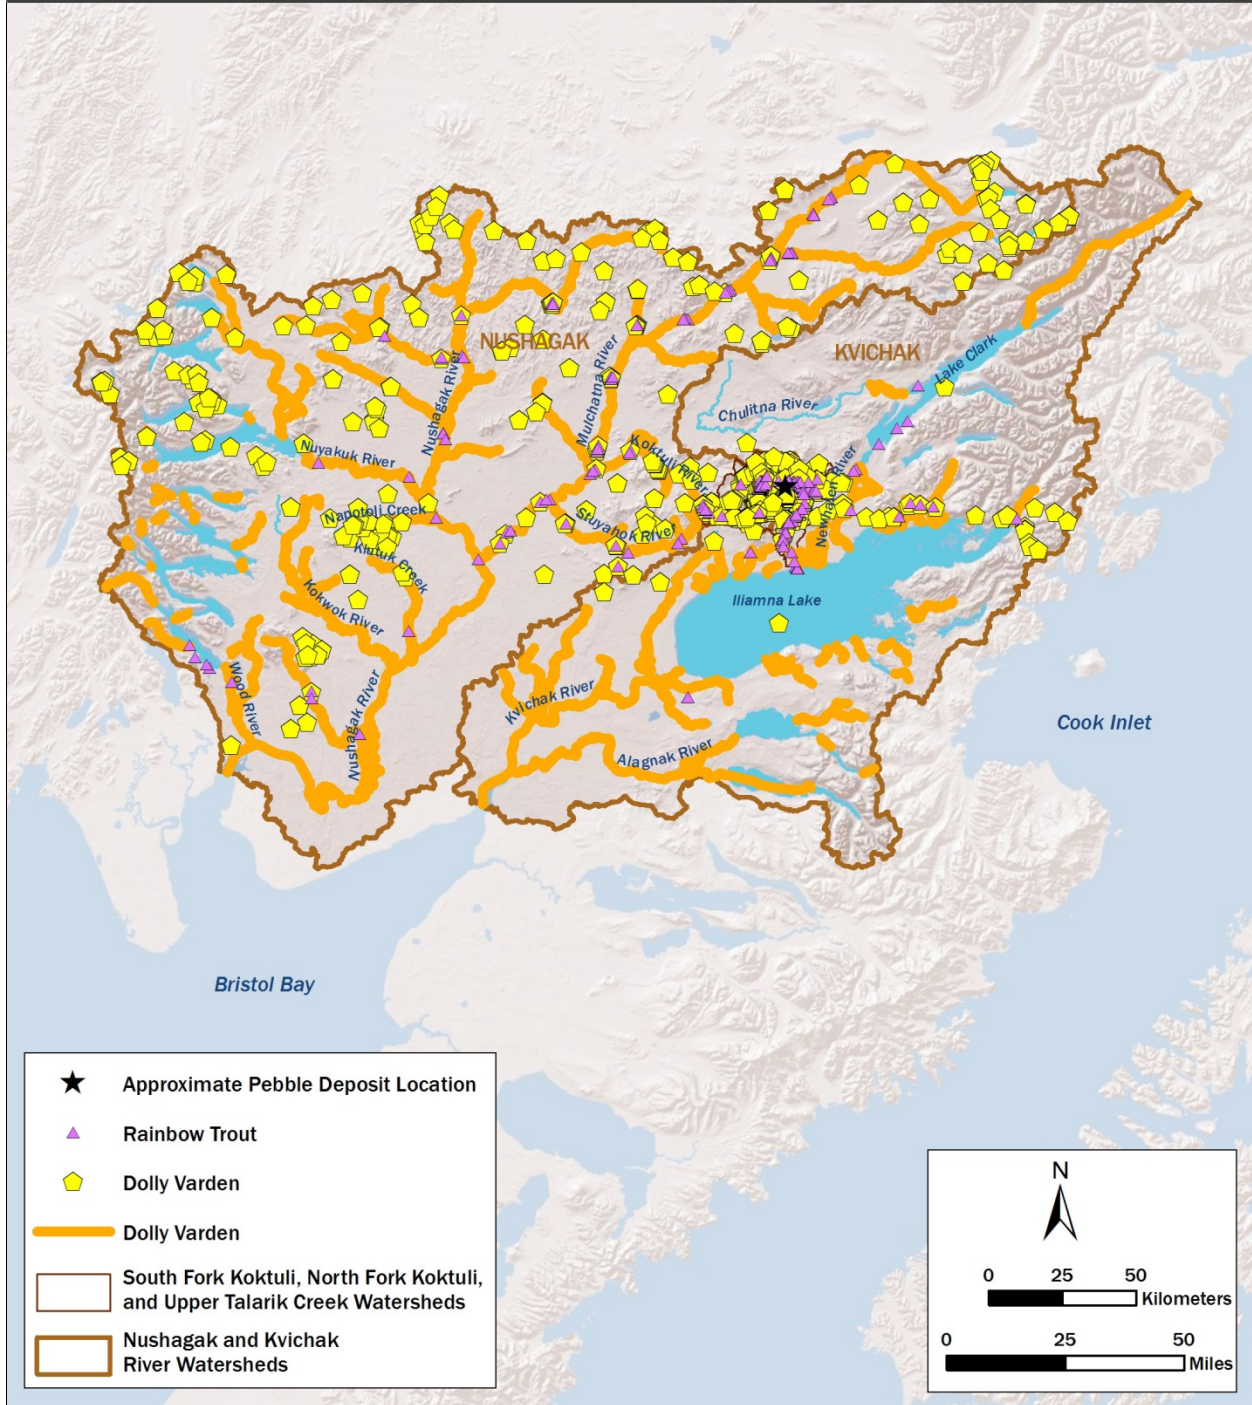 NUSHAGAK
KVICHAK
Lake Clark
Chulitna River
Mulchatna River
Nushagak River
Koktuli River
Nuyakuk River
Newhalen River
Napotoli Creek
Stuyahok River
Klutuk Creek
Kokwok River
Iliamna Lake
Wood River
Kvichak River
Nushagak River
Alagnak River
Cook Inlet
Bristol Bay
Approximate Pebble Deposit Location
Rainbow Trout
Dolly Varden
Dolly Varden
South Fork Koktuli, North Fork Koktuli,
and Upper Talarik Creek Watersheds
Nushagak and Kvichak
River Watersheds
N
0 25 50
Kilometers
0 25 50
Miles